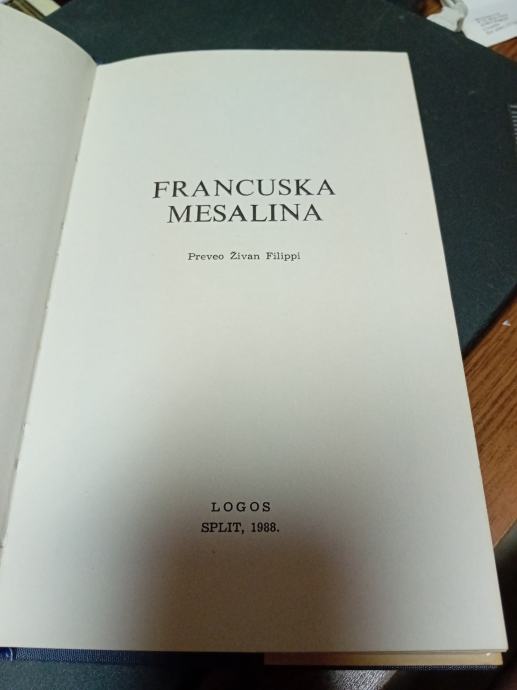 FRANCUSKA
MESALINA
Preveo Živan Filippi
LOGOS
SPLIT, 1988.